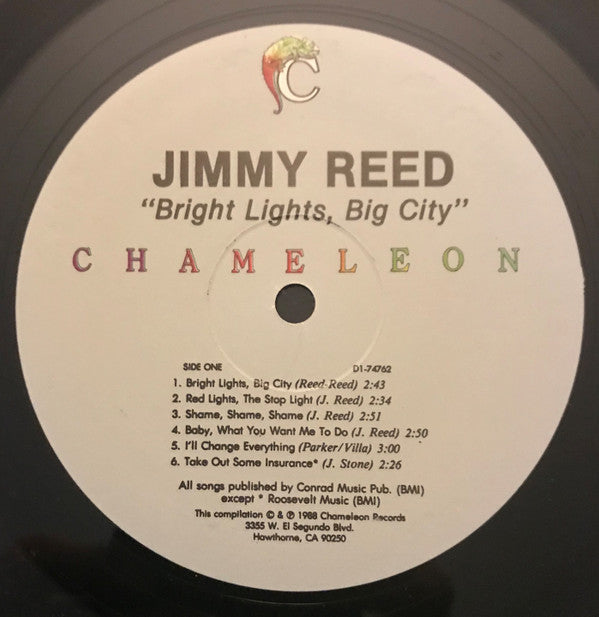 C
JIMMY REED
"Bright Lights, Big City"
CHAMELEON
SIDE ONE D1-74762
1. Bright Lights, Big City (Reed-Reed) 2:43
2. Red Lights, The Stop Light (J. Reed) 2:34
3. Shame, Shame, Shame (J. Reed) 2:51
4. Baby, What You Want Me To Do (J. Reed) 2:50
5. I'll Change Everything (Parker/Villa) 3:00
6. Take Out Some Insurance* (J. Stone) 2:26
All songs published by Conrad Music Pub. (BMI)
except * Roosevelt Music (BMI)
This compilation © & ℗ 1988 Chameleon Records
3355 W. El Segundo Blvd.
Hawthorne, CA 90250